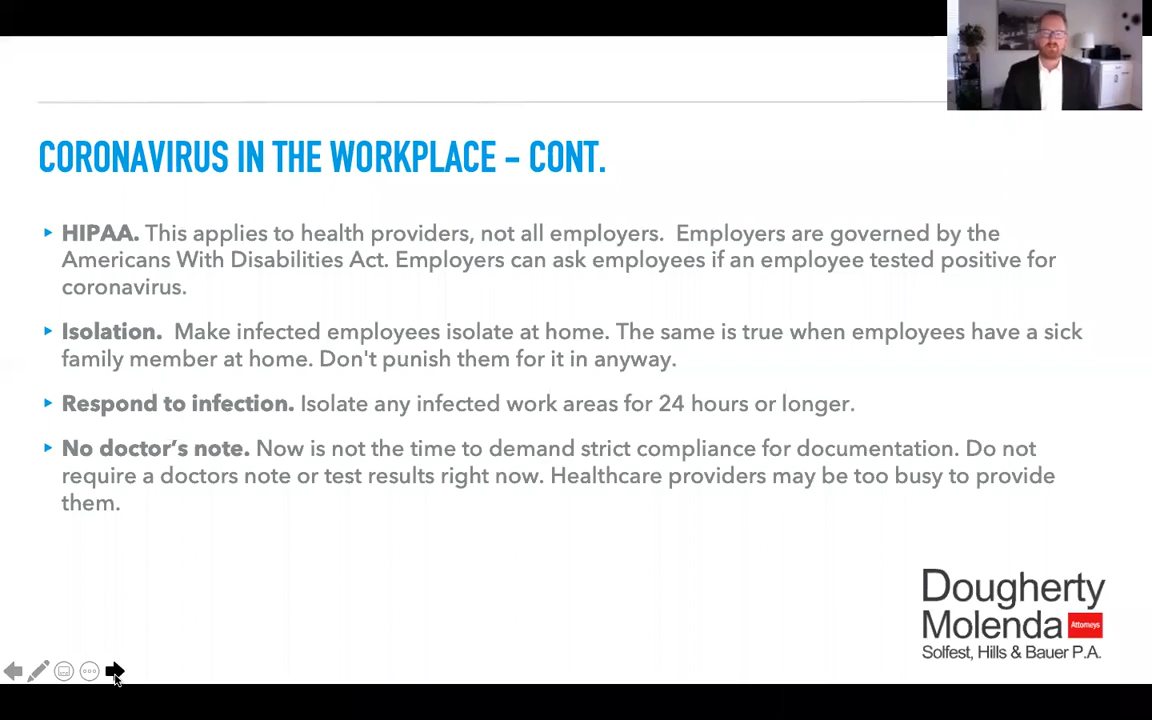 CORONAVIRUS IN THE WORKPLACE – CONT.
HIPAA. This applies to health providers, not all employers.  Employers are governed by the
Americans With Disabilities Act. Employers can ask employees if an employee tested positive for
coronavirus.
Isolation.  Make infected employees isolate at home. The same is true when employees have a sick
family member at home. Don't punish them for it in anyway.
Respond to infection. Isolate any infected work areas for 24 hours or longer.
No doctor’s note. Now is not the time to demand strict compliance for documentation. Do not
require a doctors note or test results right now. Healthcare providers may be too busy to provide
them.
Dougherty
Molenda Attorneys
Solfest, Hills & Bauer P.A.